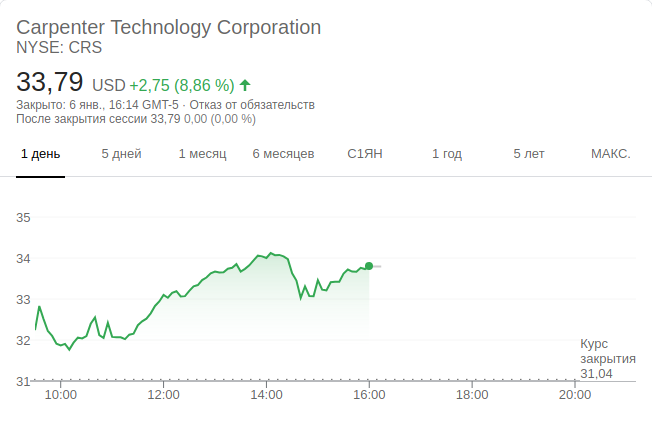 Carpenter Technology Corporation
NYSE: CRS
33,79 USD +2,75 (8,86 %)
Закрыто: 6 янв., 16:14 GMT-5 · Отказ от обязательств
После закрытия сессии 33,79 0,00 (0,00 %)
1 день 5 дней 1 месяц 6 месяцев С1ЯН 1 год 5 лет МАКС.
35
34
33
32
31
Курс
закрытия
31,04
10:00 12:00 14:00 16:00 18:00 20:00